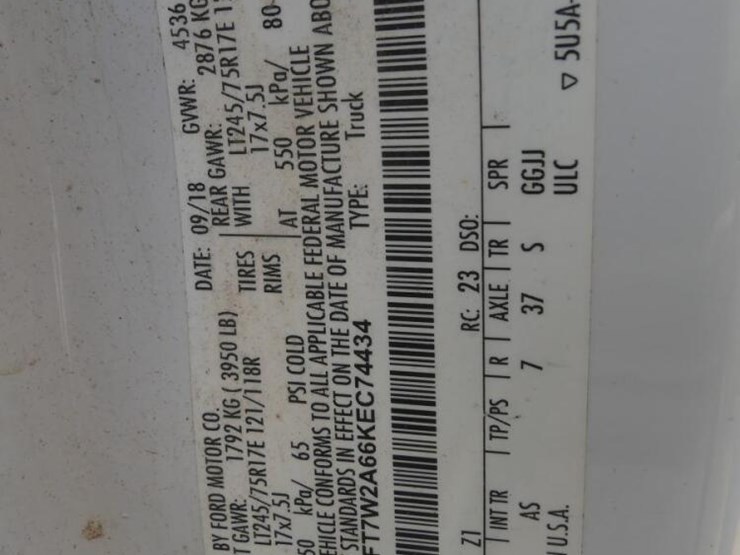 BY FORD MOTOR CO. DATE: 09/18 GVWR: 4536
T GAWR: 1792 KG ( 3950 LB) REAR GAWR: 2876 KG
LT245/75R17E 121/118R TIRES WITH LT245/75R17E
17x7.5J RIMS 17x7.5J
50 kPa/ 65 PSI COLD AT 550 kPa/ 80
EHICLE CONFORMS TO ALL APPLICABLE FEDERAL MOTOR VEHICLE
STANDARDS IN EFFECT ON THE DATE OF MANUFACTURE SHOWN ABO
FT7W2A66KEC74434 TYPE: Truck
Z1 RC: 23 DSO:
INT TR TP/PS R AXLE TR SPR
AS 7 37 S GGJJ
U.S.A. ULC
▽ 5U5A-